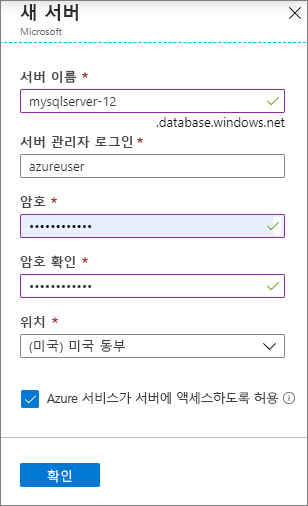 새 서버
Microsoft
서버 이름 *
mysqlserver-12
.database.windows.net
서버 관리자 로그인 *
azureuser
암호 *
••••••••••••
암호 확인 *
••••••••••••
위치 *
(미국) 미국 동부
Azure 서비스가 서버에 액세스하도록 허용
확인